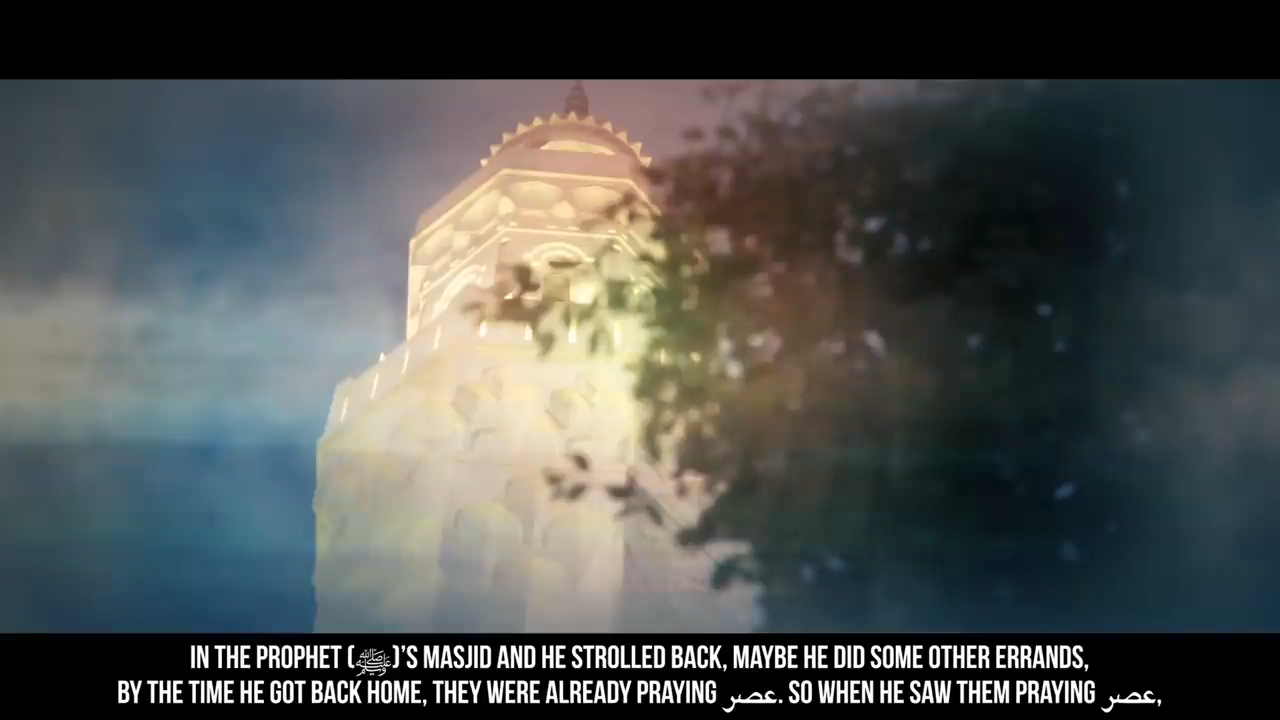 IN THE PROPHET (ﷺ)'S MASJID AND HE STROLLED BACK, MAYBE HE DID SOME OTHER ERRANDS,
BY THE TIME HE GOT BACK HOME, THEY WERE ALREADY PRAYING عصر. SO WHEN HE SAW THEM PRAYING عصر,